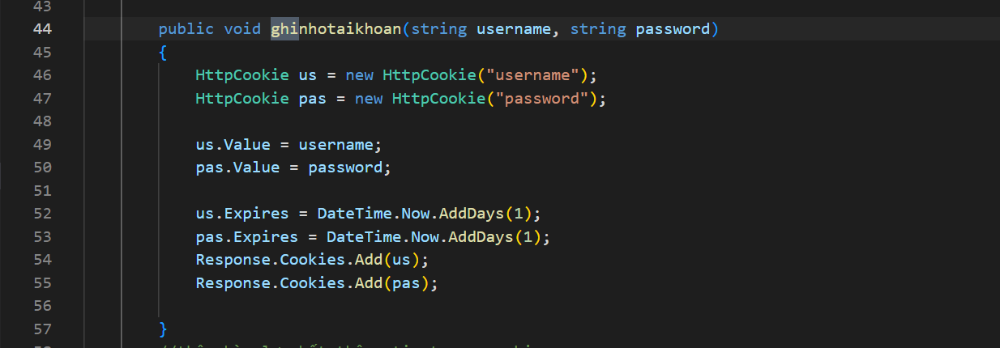 43
44 public void ghinhotaikhoan(string username, string password)
45 {
46 HttpCookie us = new HttpCookie("username");
47 HttpCookie pas = new HttpCookie("password");
48
49 us.Value = username;
50 pas.Value = password;
51
52 us.Expires = DateTime.Now.AddDays(1);
53 pas.Expires = DateTime.Now.AddDays(1);
54 Response.Cookies.Add(us);
55 Response.Cookies.Add(pas);
56
57 }